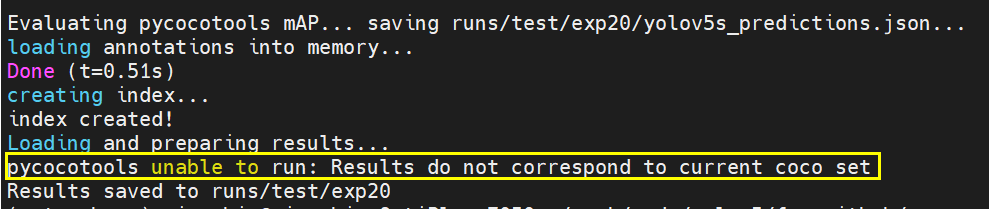 Evaluating pycocotools mAP... saving runs/test/exp20/yolov5s_predictions.json...
loading annotations into memory...
Done (t=0.51s)
creating index...
index created!
Loading and preparing results...
pycocotools unable to run: Results do not correspond to current coco set
Results saved to runs/test/exp20